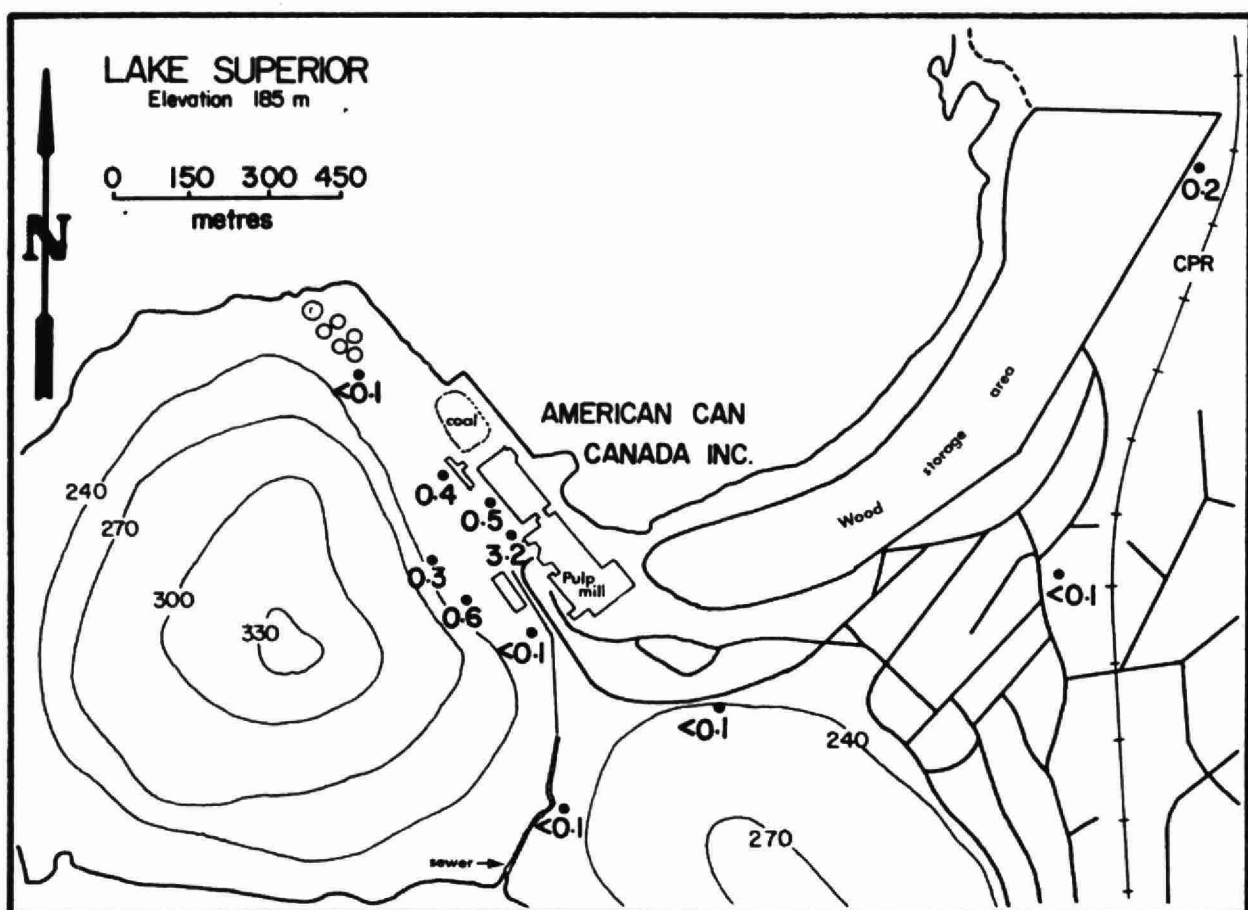 LAKE SUPERIOR
Elevation 185 m
0 150 300 450
metres
N
0.2
CPR
<0.1
coal
AMERICAN CAN
CANADA INC.
area
storage
Wood
240
270
300
330
0.4
0.5
3.2
0.3
0.6
<0.1
Pulp
mill
<0.1
<0.1
240
<0.1
270
sewer